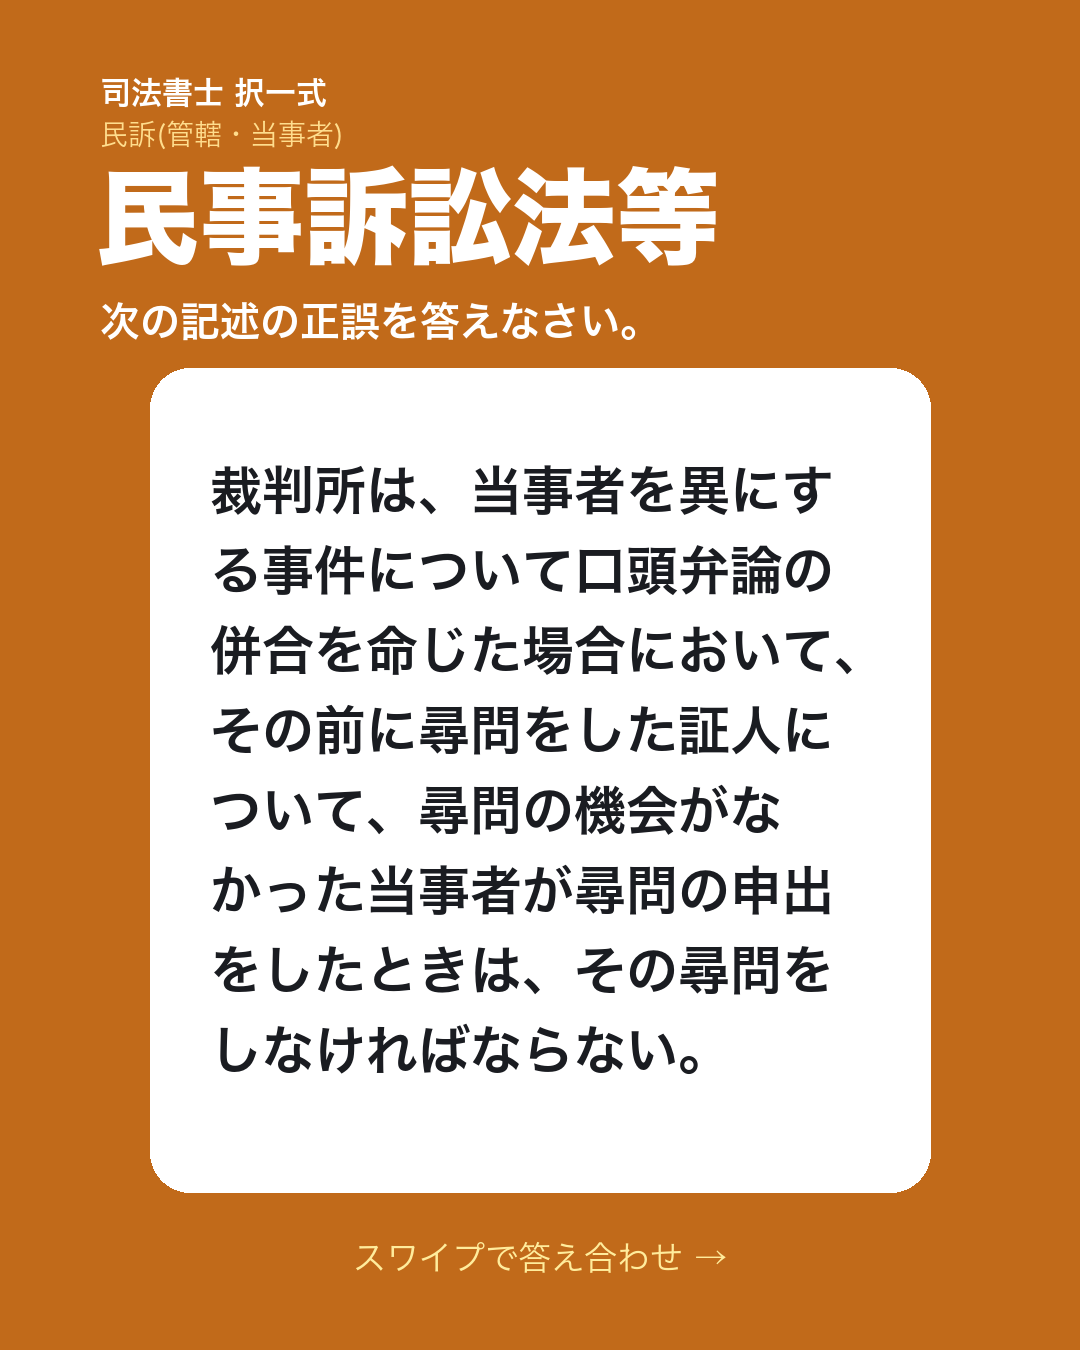 司法書士 択一式
民訴(管轄・当事者)
民事訴訟法等
次の記述の正誤を答えなさい。
裁判所は、当事者を異にす
る事件について口頭弁論の
併合を命じた場合において、
その前に尋問をした証人に
ついて、尋問の機会がな
かった当事者が尋問の申出
をしたときは、その尋問を
しなければならない。
スワイプで答え合わせ →